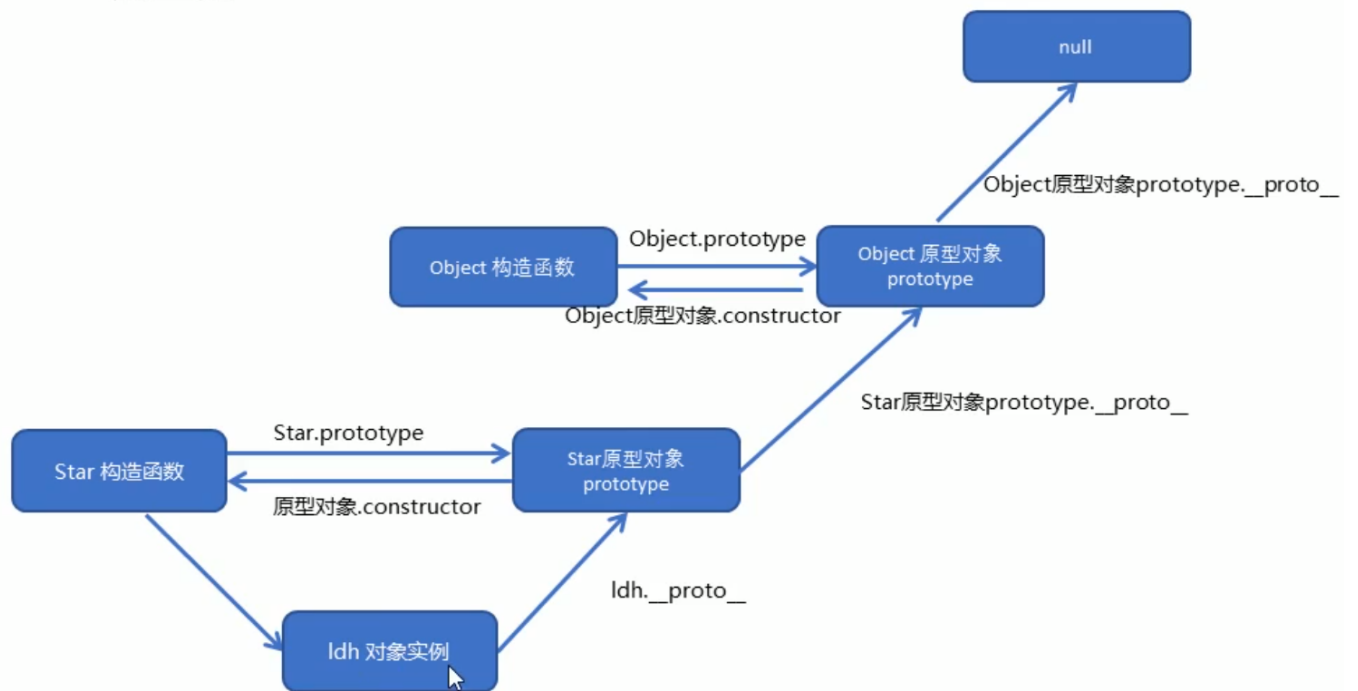 null
Object原型对象prototype.__proto__
Object 构造函数
Object.prototype
Object 原型对象
prototype
Object原型对象.constructor
Star原型对象prototype.__proto__
Star 构造函数
Star.prototype
Star原型对象
prototype
原型对象.constructor
ldh.__proto__
ldh 对象实例